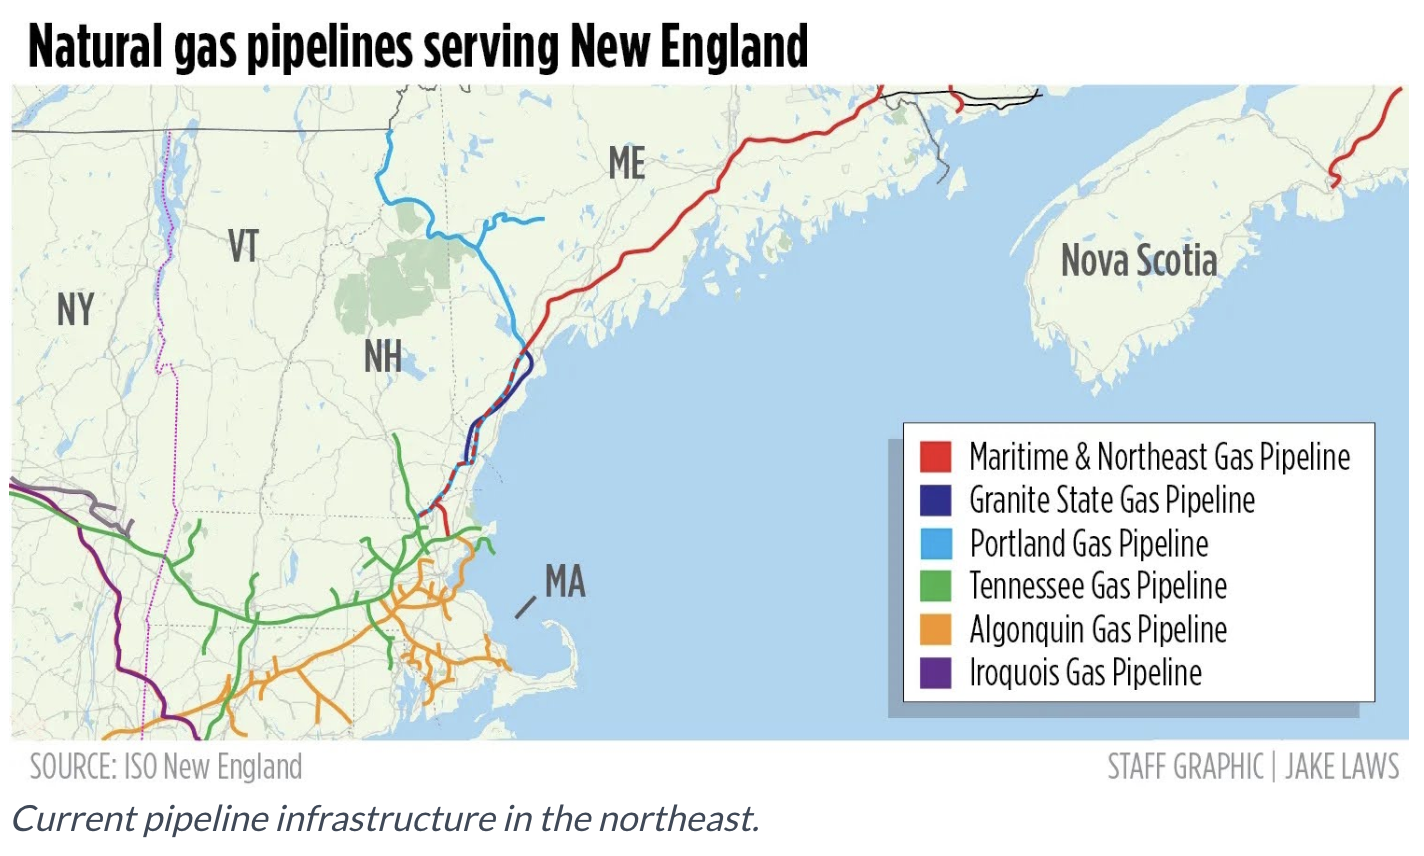 Natural gas pipelines serving New England
ME
VT
NY
NH
Nova Scotia
MA
Maritime & Northeast Gas Pipeline
Granite State Gas Pipeline
Portland Gas Pipeline
Tennessee Gas Pipeline
Algonquin Gas Pipeline
Iroquois Gas Pipeline
SOURCE: ISO New England
STAFF GRAPHIC | JAKE LAWS
Current pipeline infrastructure in the northeast.